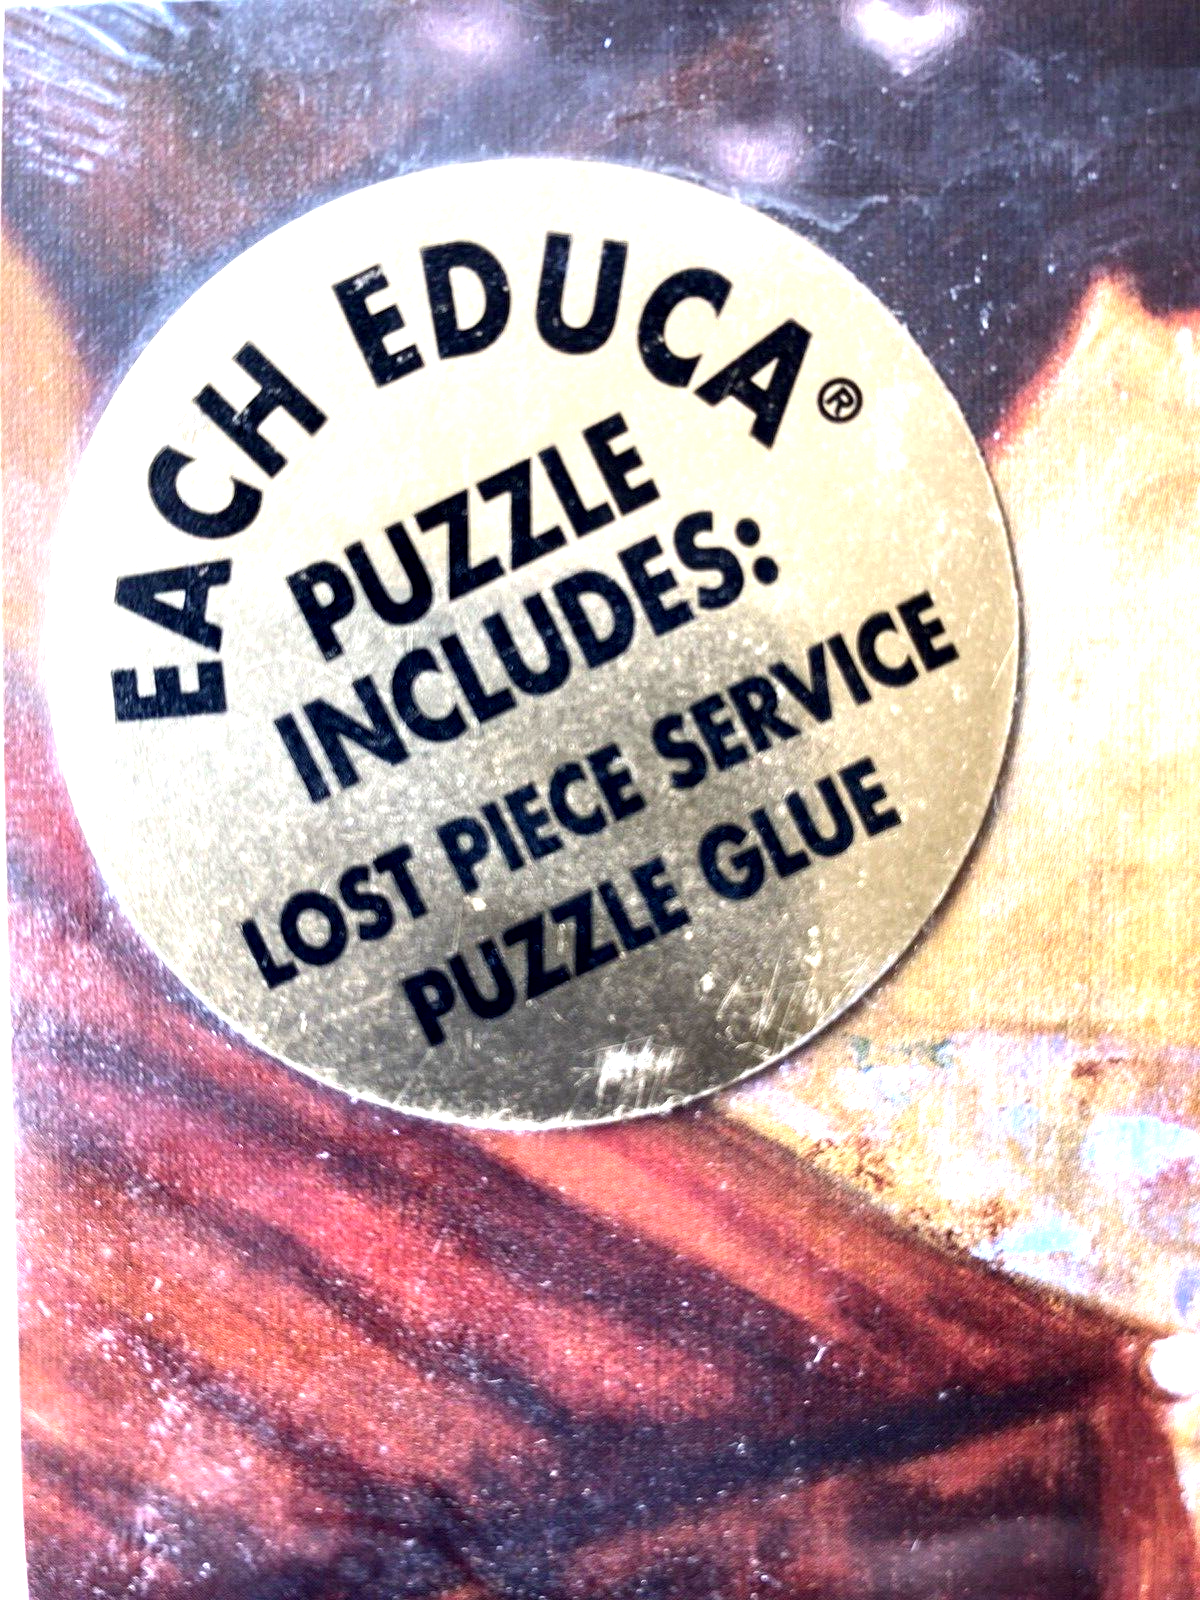 EACH EDUCA®
PUZZLE
INCLUDES:
LOST PIECE SERVICE
PUZZLE GLUE